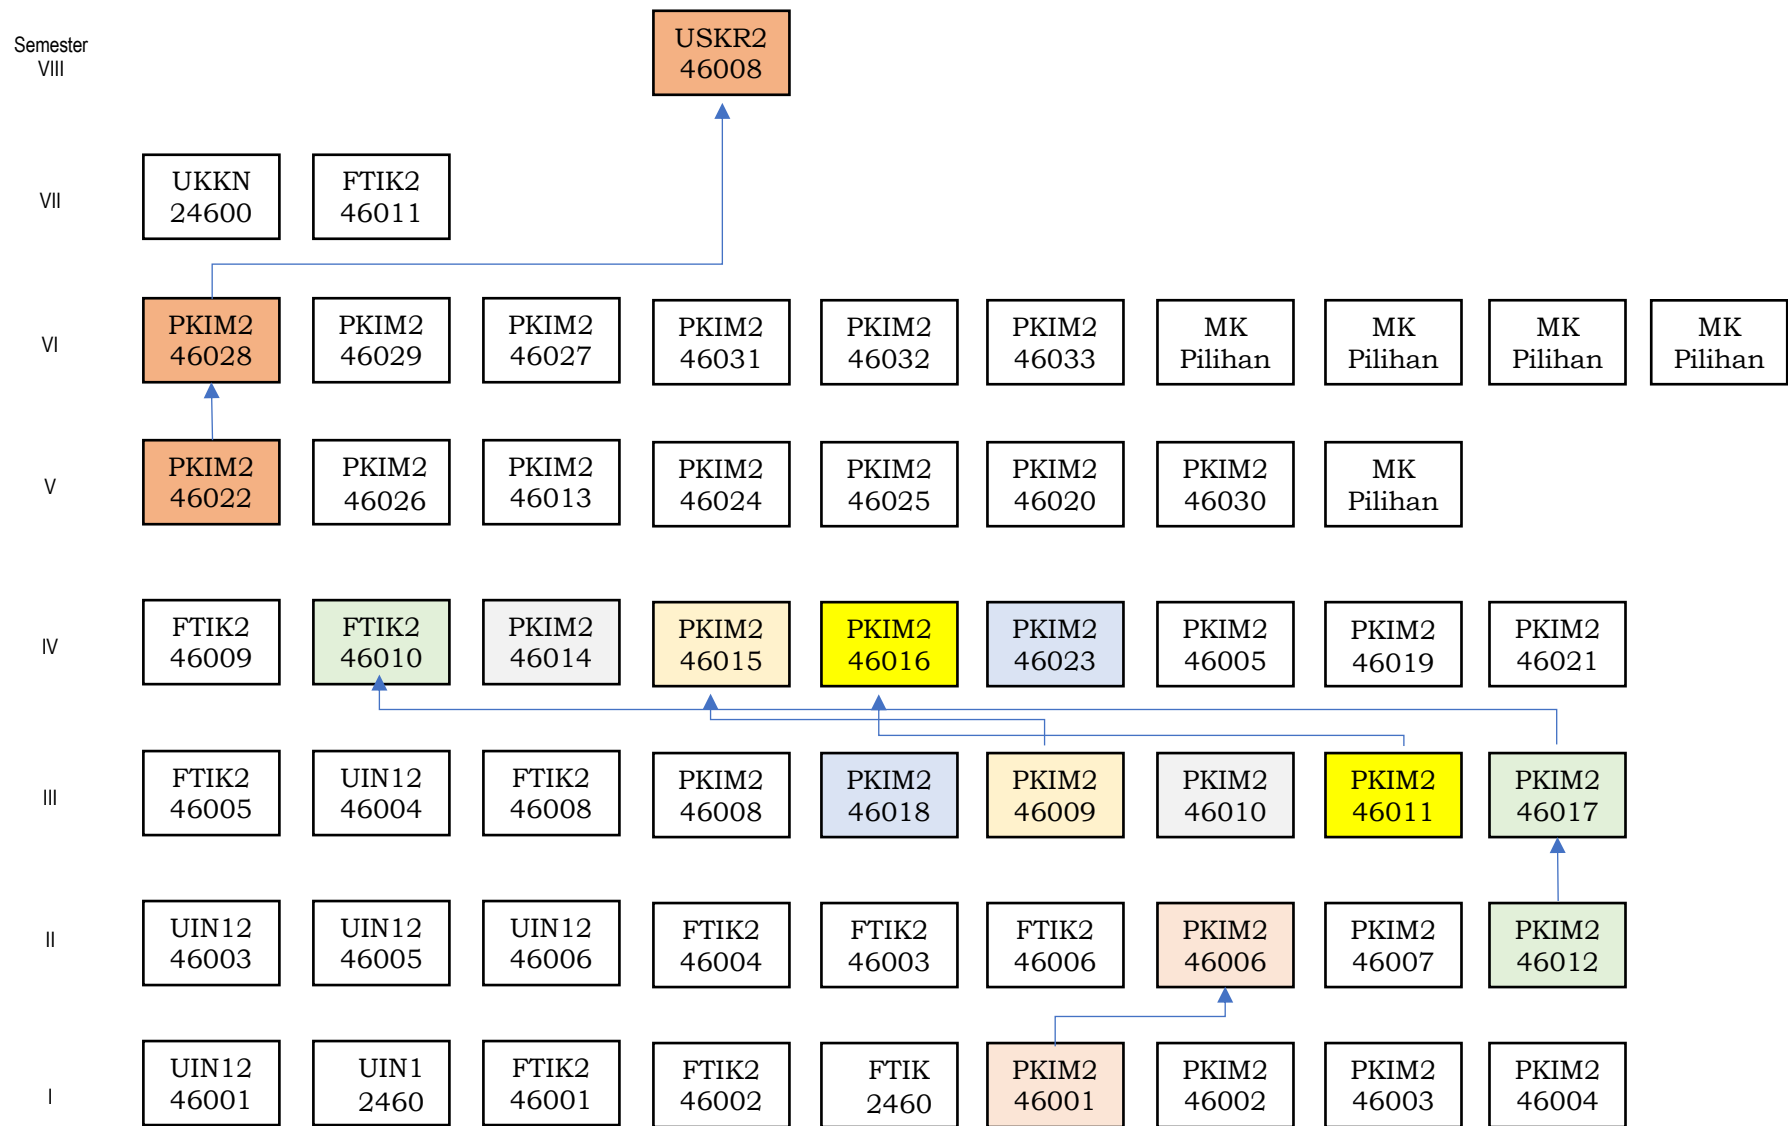 Semester
VIII
USKR2
46008
VII
UKKN
24600
FTIK2
46011
VI
PKIM2
46028
PKIM2
46029
PKIM2
46027
PKIM2
46031
PKIM2
46032
PKIM2
46033
MK
Pilihan
MK
Pilihan
MK
Pilihan
MK
Pilihan
V
PKIM2
46022
PKIM2
46026
PKIM2
46013
PKIM2
46024
PKIM2
46025
PKIM2
46020
PKIM2
46030
MK
Pilihan
IV
FTIK2
46009
FTIK2
46010
PKIM2
46014
PKIM2
46015
PKIM2
46016
PKIM2
46023
PKIM2
46005
PKIM2
46019
PKIM2
46021
III
FTIK2
46005
UIN12
46004
FTIK2
46008
PKIM2
46008
PKIM2
46018
PKIM2
46009
PKIM2
46010
PKIM2
46011
PKIM2
46017
II
UIN12
46003
UIN12
46005
UIN12
46006
FTIK2
46004
FTIK2
46003
FTIK2
46006
PKIM2
46006
PKIM2
46007
PKIM2
46012
I
UIN12
46001
UIN1
2460
FTIK2
46001
FTIK2
46002
FTIK
2460
PKIM2
46001
PKIM2
46002
PKIM2
46003
PKIM2
46004